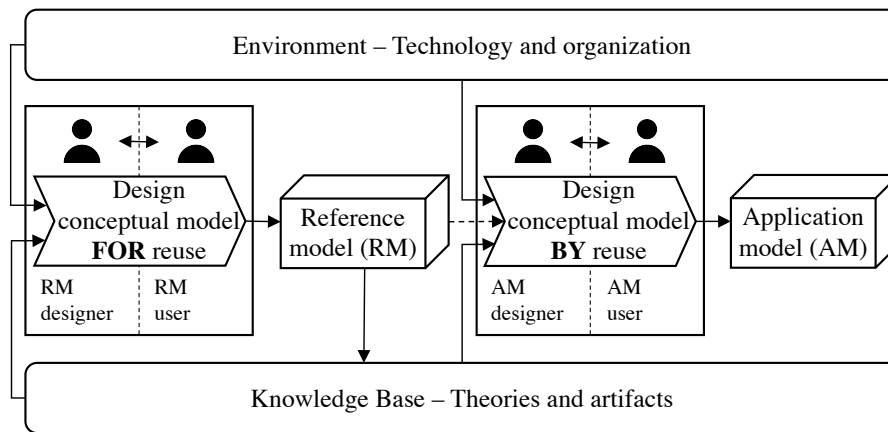 Environment – Technology and organization
Design
conceptual model
FOR reuse
RM
designer
RM
user
Reference
model (RM)
Design
conceptual model
BY reuse
AM
designer
AM
user
Application
model (AM)
Knowledge Base – Theories and artifacts